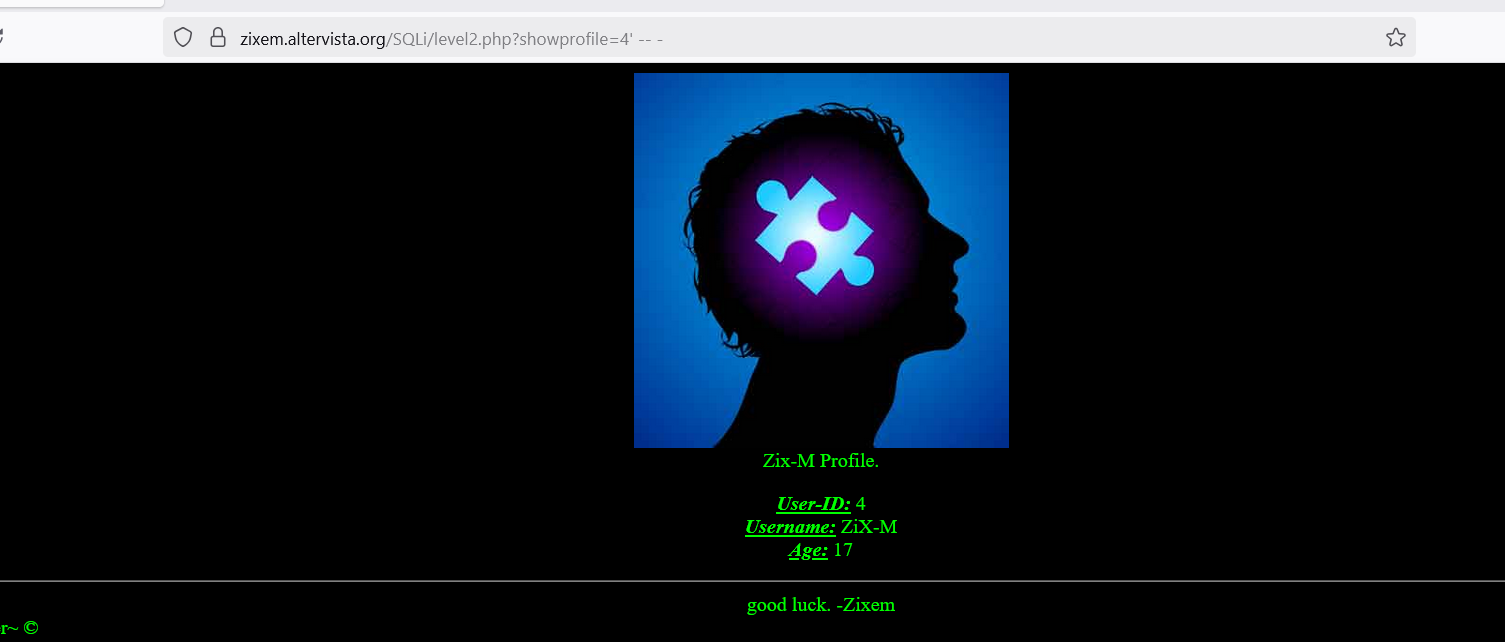 zixem.altervista.org/SQLi/level2.php?showprofile=4' -- -
Zix-M Profile.
User-ID: 4
Username: ZiX-M
Age: 17
good luck. -Zixem
r~ ©